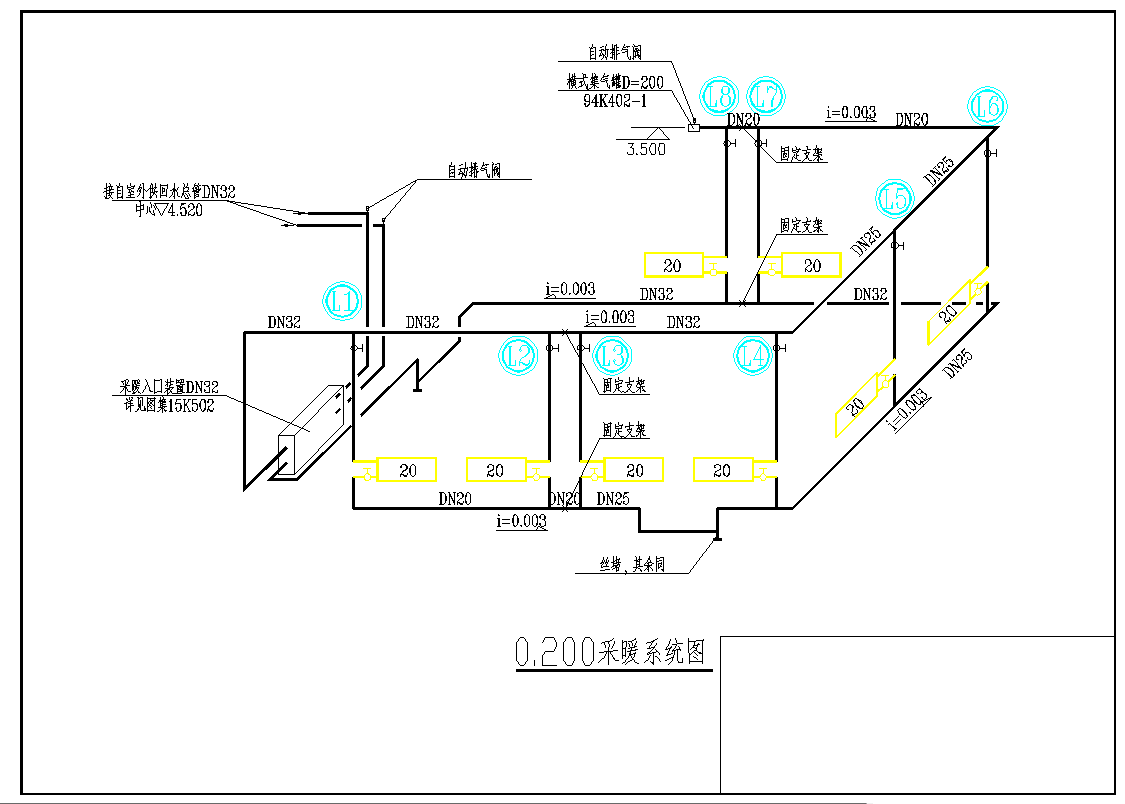 自动排气阀
横式集气罐D=200
94K402-1
L8
L7
L6
DN20
i=0.003
DN20
3.500
固定支架
DN25
自动排气阀
接自室外供回水总管DN32
中心▽4.520
L5
固定支架
DN25
20
20
L1
i=0.003
DN32
DN32
20
DN32
DN32
i=0.003
DN32
L2
L3
L4
DN25
采暖入口装置DN32
详见图集15K502
固定支架
20
i=0.003
固定支架
20
20
20
20
DN20
DN20
DN25
i=0.003
丝堵、其余同
0.200采暖系统图